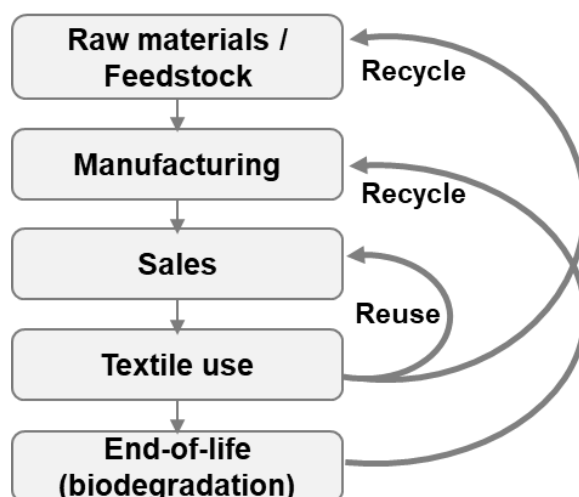 Raw materials /
Feedstock
Recycle
Manufacturing
Recycle
Sales
Reuse
Textile use
End-of-life
(biodegradation)